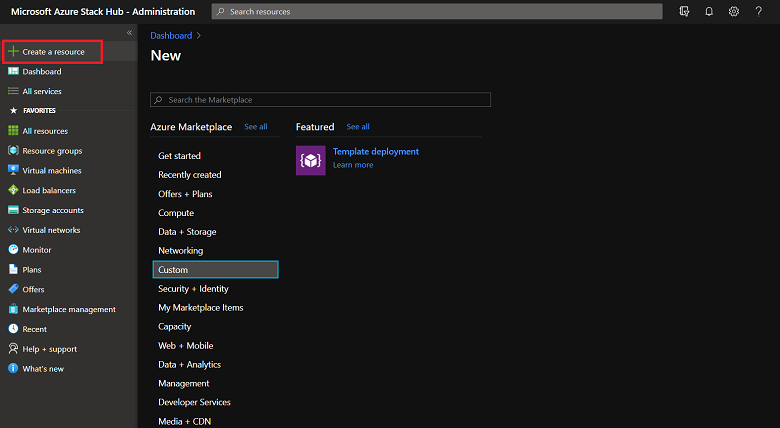 Microsoft Azure Stack Hub - Administration
Search resources
Create a resource
Dashboard
All services
FAVORITES
All resources
Resource groups
Virtual machines
Load balancers
Storage accounts
Virtual networks
Monitor
Plans
Offers
Marketplace management
Recent
Help + support
What's new
Dashboard
New
Search the Marketplace
Azure Marketplace See all
Get started
Recently created
Offers + Plans
Compute
Data + Storage
Networking
Custom
Security + Identity
My Marketplace Items
Capacity
Web + Mobile
Data + Analytics
Management
Developer Services
Media + CDN
Featured See all
Template deployment
Learn more